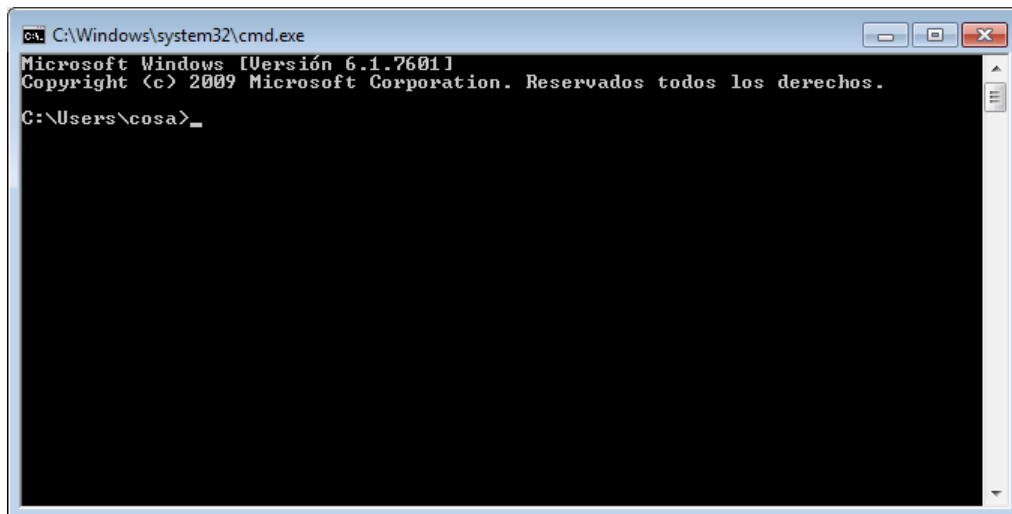 C:\Windows\system32\cmd.exe
Microsoft Windows [Versión 6.1.7601]
Copyright (c) 2009 Microsoft Corporation. Reservados todos los derechos.
C:\Users\cosa>_